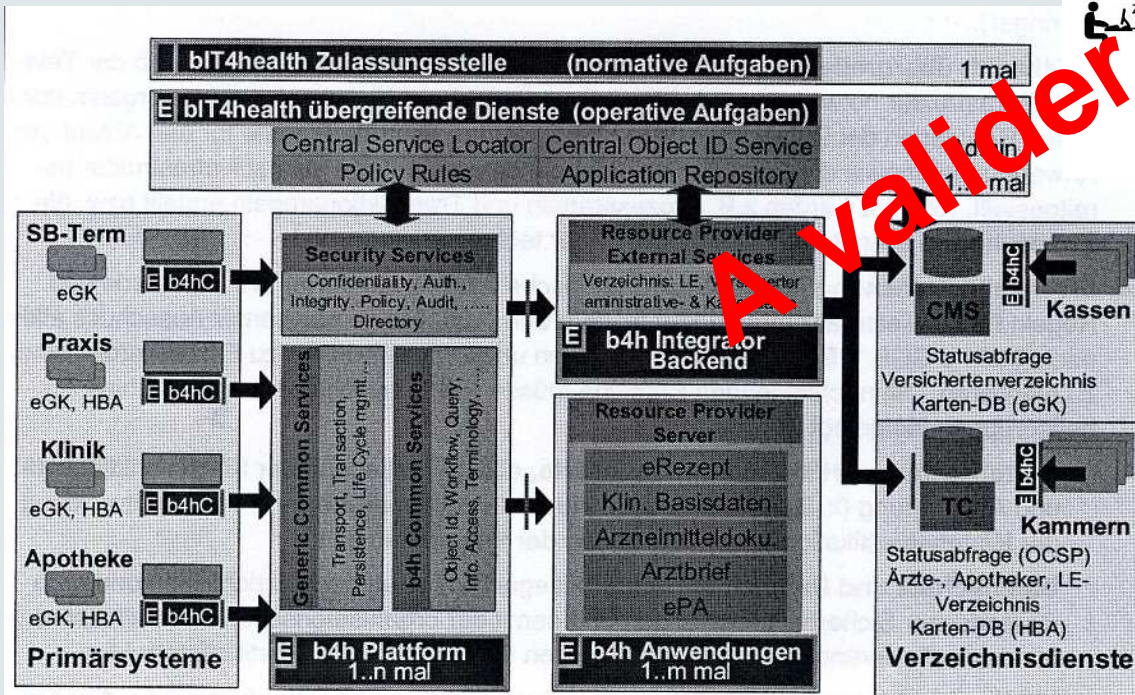 bIT4health Zulassungsstelle (normative Aufgaben)
1 mal
E bIT4health übergreifende Dienste (operative Aufgaben)
Central Service Locator Central Object ID Service
Policy Rules Application Repository
1.. mal
A valider
SB-Term
eGK
E b4hC
Praxis
eGK, HBA
E b4hC
Klinik
eGK, HBA
E b4hC
Apotheke
eGK, HBA
E b4hC
Primärsysteme
Security Services
Confidentiality, Auth.,
Integrity, Policy, Audit, .....
Directory
Generic Common Services
Transport, Transaction,
Persistence, Life Cycle mgmt...
b4h Common Services
Object Id, Workflow, Query,
Info. Access, Terminology, ....
E b4h Plattform
1..n mal
Resource Provider
External Services
Verzeichnis: LE,
aministrative- &
E b4h Integrator
Backend
Resource Provider
Server
eRezept
Klin. Basisdaten
Arzneimitteldoku.
Arztbrief
ePA
E b4h Anwendungen
1..m mal
CMS
E b4hC
Kassen
Statusabfrage
Versichertenverzeichnis
Karten-DB (eGK)
TC
E b4hC
Kammern
Statusabfrage (OCSP)
Ärzte-, Apotheker, LE-
Verzeichnis
Karten-DB (HBA)
Verzeichnisdienste